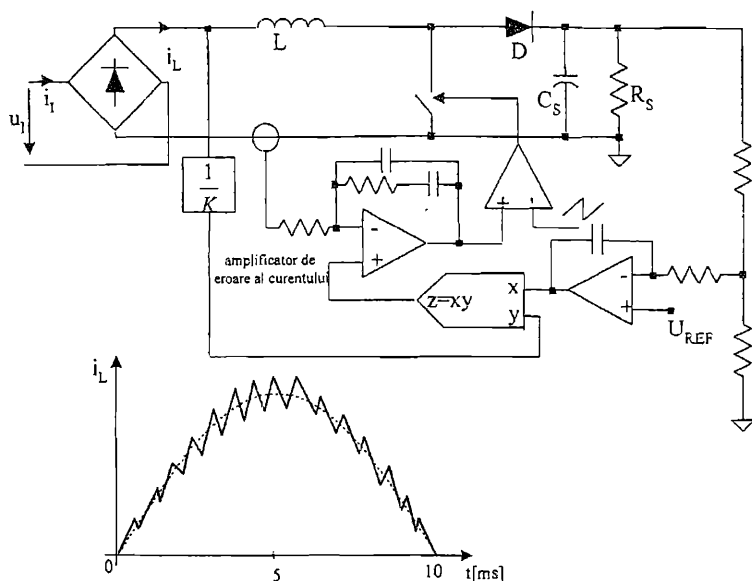 i_L
L
D
C_S
R_S
i_I
u_I
1
K
+
-
-
+
amplificator de
eroare al curentului
z=xy
x
y
-
+
U_REF
i_L
0
5
10
t[ms]